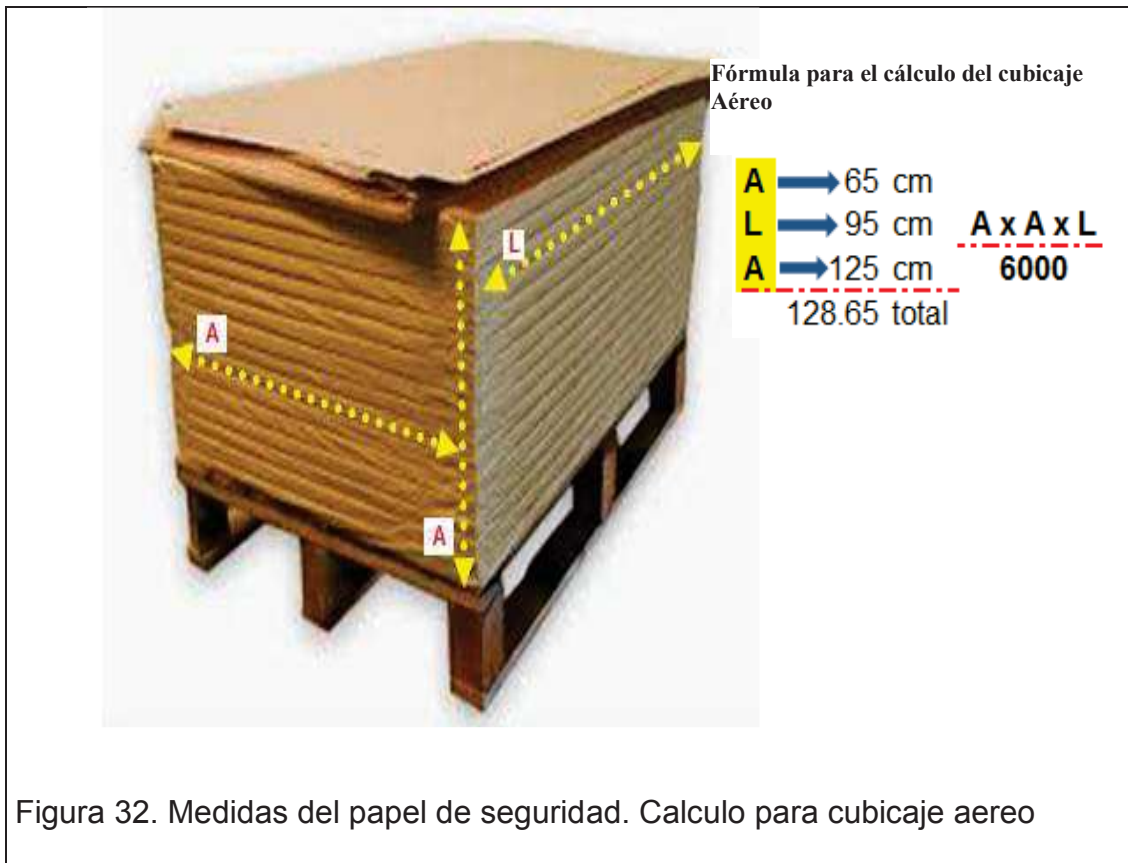 Fórmula para el cálculo del cubicaje
Aéreo
A 65 cm
L 95 cm A x A x L
A 125 cm 6000
128.65 total
L
A
A
Figura 32. Medidas del papel de seguridad. Calculo para cubicaje aereo